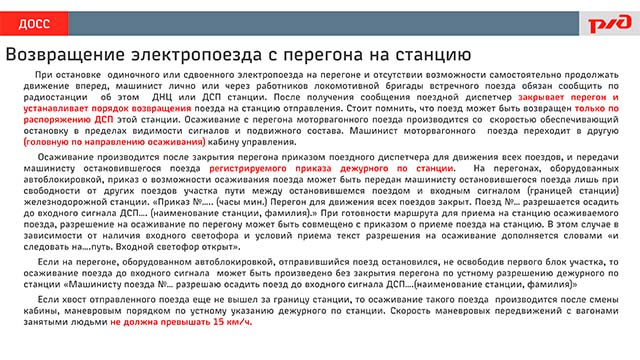 ДОСС
Возвращение электропоезда с перегона на станцию
При остановке одиночного или сдвоенного электропоезда на перегоне и отсутствии возможности самостоятельно продолжать
движение вперед, машинист лично или через работников локомотивной бригады встречного поезда обязан сообщить по
радиостанции об этом ДНЦ или ДСП станции. После получения сообщения поездной диспетчер закрывает перегон и
устанавливает порядок возвращения поезда на станцию отправления. Стоит помнить, что поезд может быть возвращен только по
распоряжению ДСП этой станции. Осаживание с перегона моторвагонного поезда производится со скоростью обеспечивающий
остановку в пределах видимости сигналов и подвижного состава. Машинист моторвагонного поезда переходит в другую
(головную по направлению осаживания) кабину управления.
Осаживание производится после закрытия перегона приказом поездного диспетчера для движения всех поездов, и передачи
машинисту остановившегося поезда регистрируемого приказа дежурного по станции. На перегонах, оборудованных
автоблокировкой, приказ о возможности осаживания поезда может быть передан машинисту остановившегося поезда лишь при
свободности от других поездов участка пути между остановившемся поездом и входным сигналом (границей станции)
железнодорожной станции. «Приказ №..... (часы мин.) Перегон для движения всех поездов закрыт. Поезд №... разрешается осадить
до входного сигнала ДСП.... (наименование станции, фамилия).» При готовности маршрута для приема на станцию осаживаемого
поезда, разрешение на осаживание по перегону может быть совмещено с приказом о приеме поезда на станцию. В этом случае в
зависимости от наличия входного светофора и условий приема текст разрешения на осаживание дополняется словами «и
следовать на....путь. Входной светофор открыт».
Если на перегоне, оборудованном автоблокировкой, отправившийся поезд остановился, не освободив первого блок участка, то
осаживание поезда до входного сигнала может быть произведено без закрытия перегона по устному разрешению дежурного по
станции «Машинисту поезда №... разрешаю осадить поезд до входного сигнала ДСП....(наименование станции, фамилия)»
Если хвост отправленного поезда еще не вышел за границу станции, то осаживание такого поезда производится после смены
кабины, маневровым порядком по устному указанию дежурного по станции. Скорость маневровых передвижений с вагонами
занятыми людьми не должна превышать 15 км/ч.